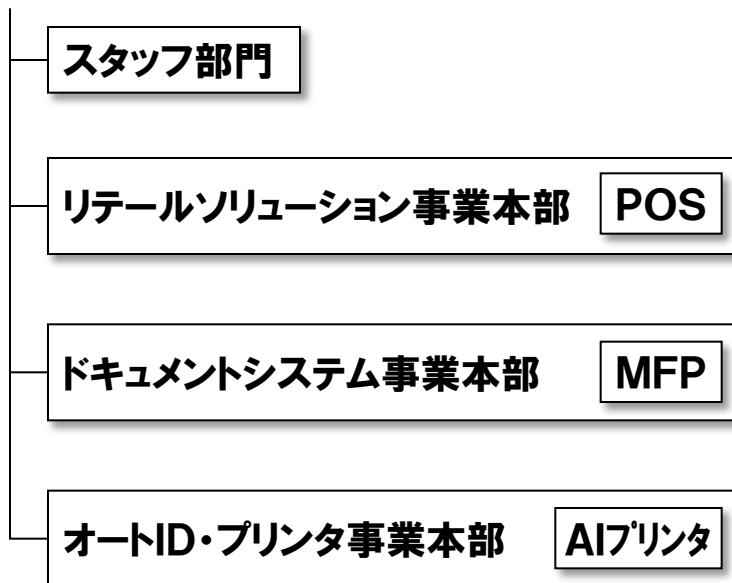 スタッフ部門
リテールソリューション事業本部 POS
ドキュメントシステム事業本部 MFP
オートID・プリンタ事業本部 AIプリンタ